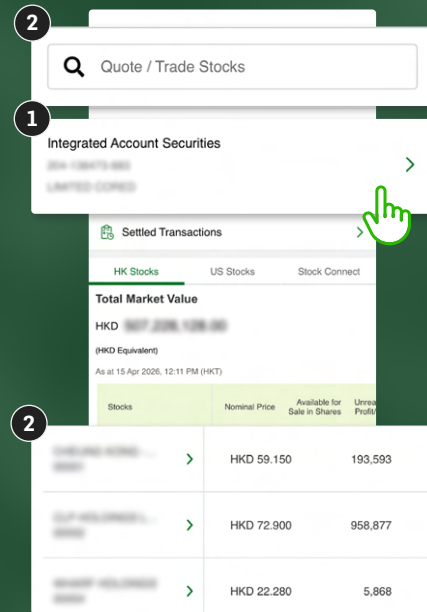 2
Quote / Trade Stocks
1
Integrated Account Securities
Settled Transactions
HK Stocks US Stocks Stock Connect
Total Market Value
HKD
(HKD Equivalent)
As at 15 Apr 2026, 12:11 PM (HKT)
Stocks Nominal Price Available for Sale in Shares Unrea Profit/
2
HKD 59.150 193,593
HKD 72.900 958,877
HKD 22.280 5,868